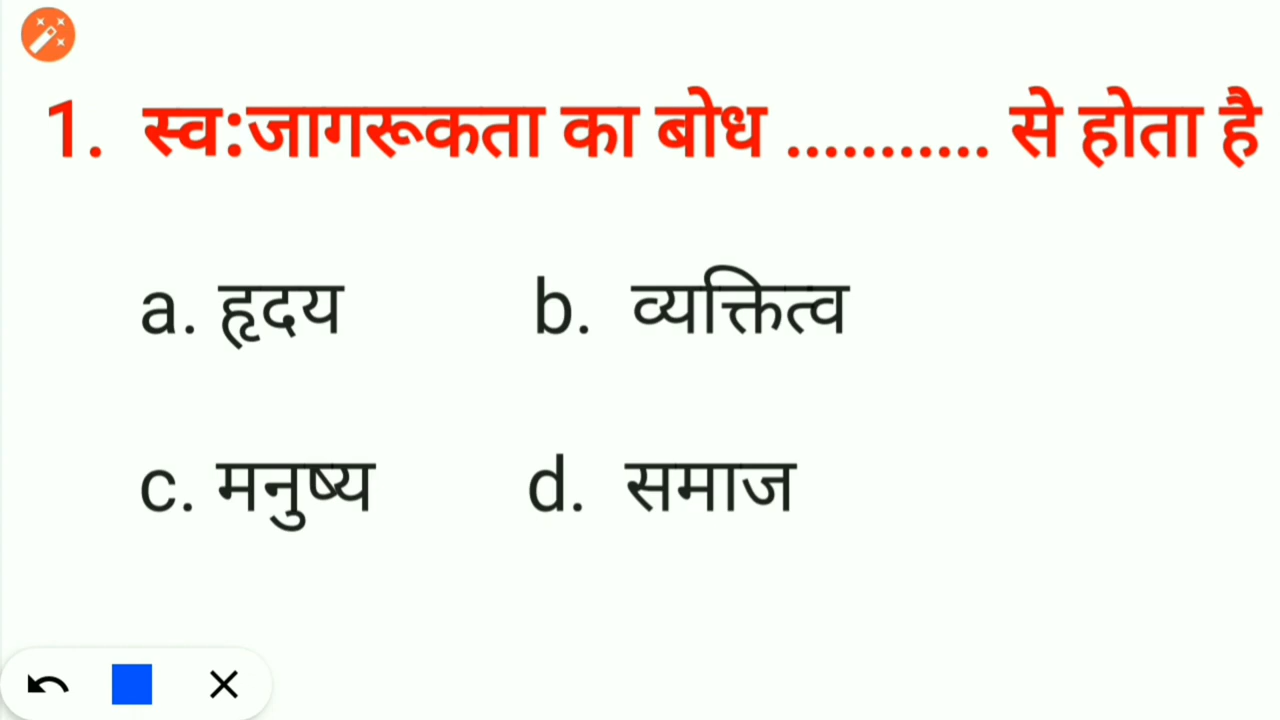 1. स्व:जागरूकता का बोध ........... से होता है
a. हृदय b. व्यक्तित्व
c. मनुष्य d. समाज